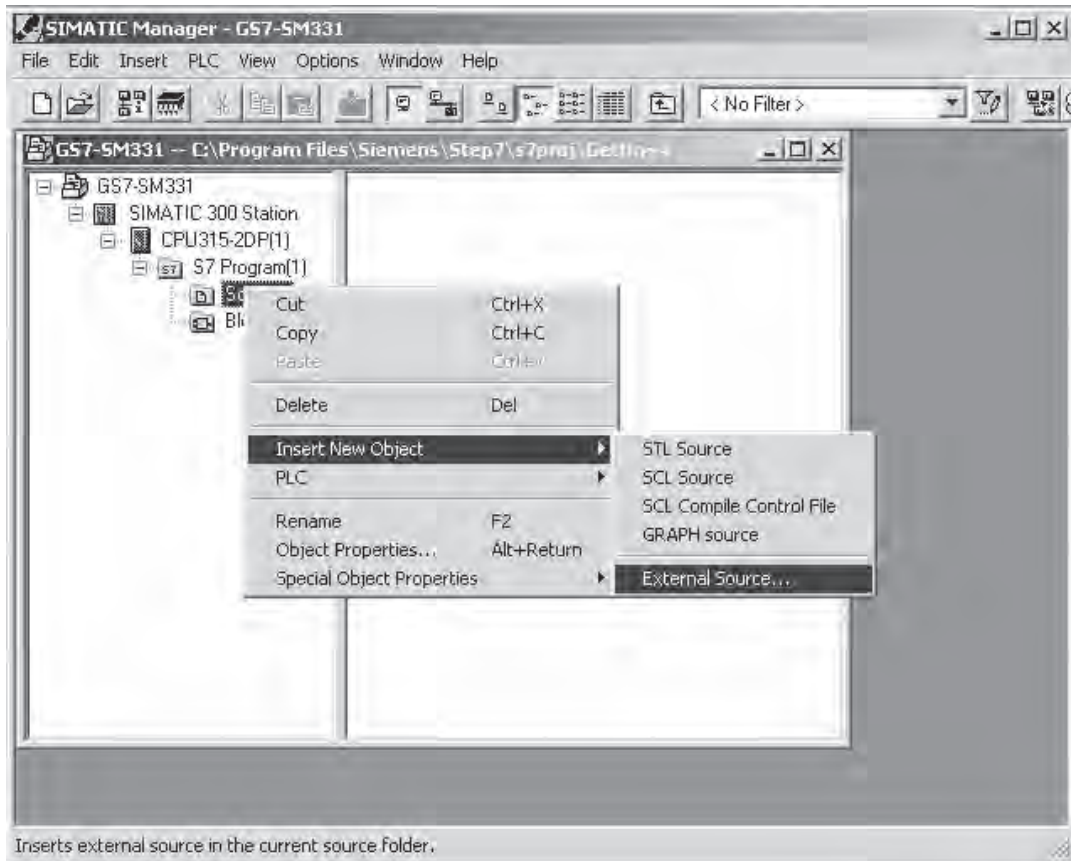 SIMATIC Manager - GS7-SM331
File Edit Insert PLC View Options Window Help
< No Filter >
GS7-SM331 -- C:\Program Files\Siemens\Step7\s7proj\
GS7-SM331
SIMATIC 300 Station
CPU315-2DP(1)
S7 Program(1)
Cut Ctrl+X
Copy Ctrl+C
Paste
Delete Del
Insert New Object
PLC
Rename F2
Object Properties... Alt+Return
Special Object Properties
STL Source
SCL Source
SCL Compile Control File
GRAPH source
External Source...
Inserts external source in the current source folder.